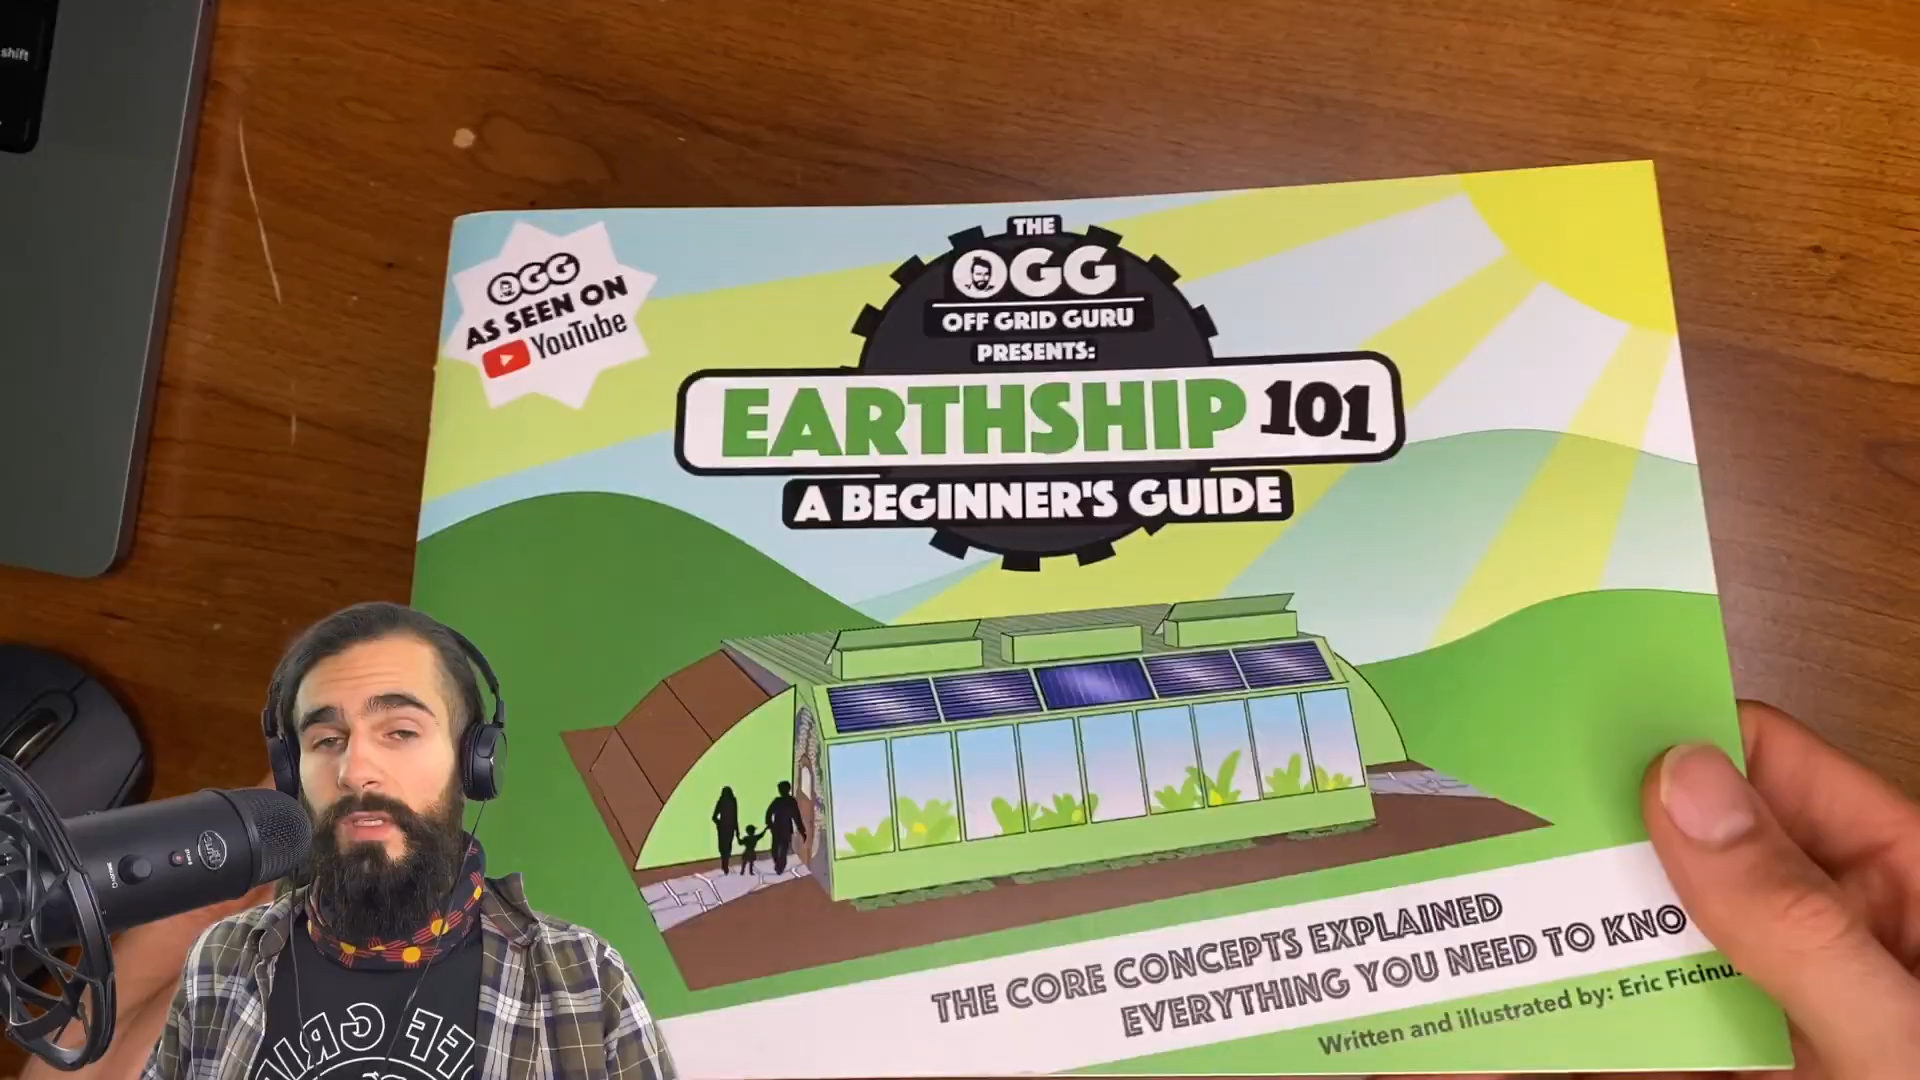 shift
OGG
AS SEEN ON
YouTube
THE
OGG
OFF GRID GURU
PRESENTS:
EARTHSHIP 101
A BEGINNER'S GUIDE
THE CORE CONCEPTS EXPLAINED
EVERYTHING YOU NEED TO KNO
Written and illustrated by: Eric Ficinu